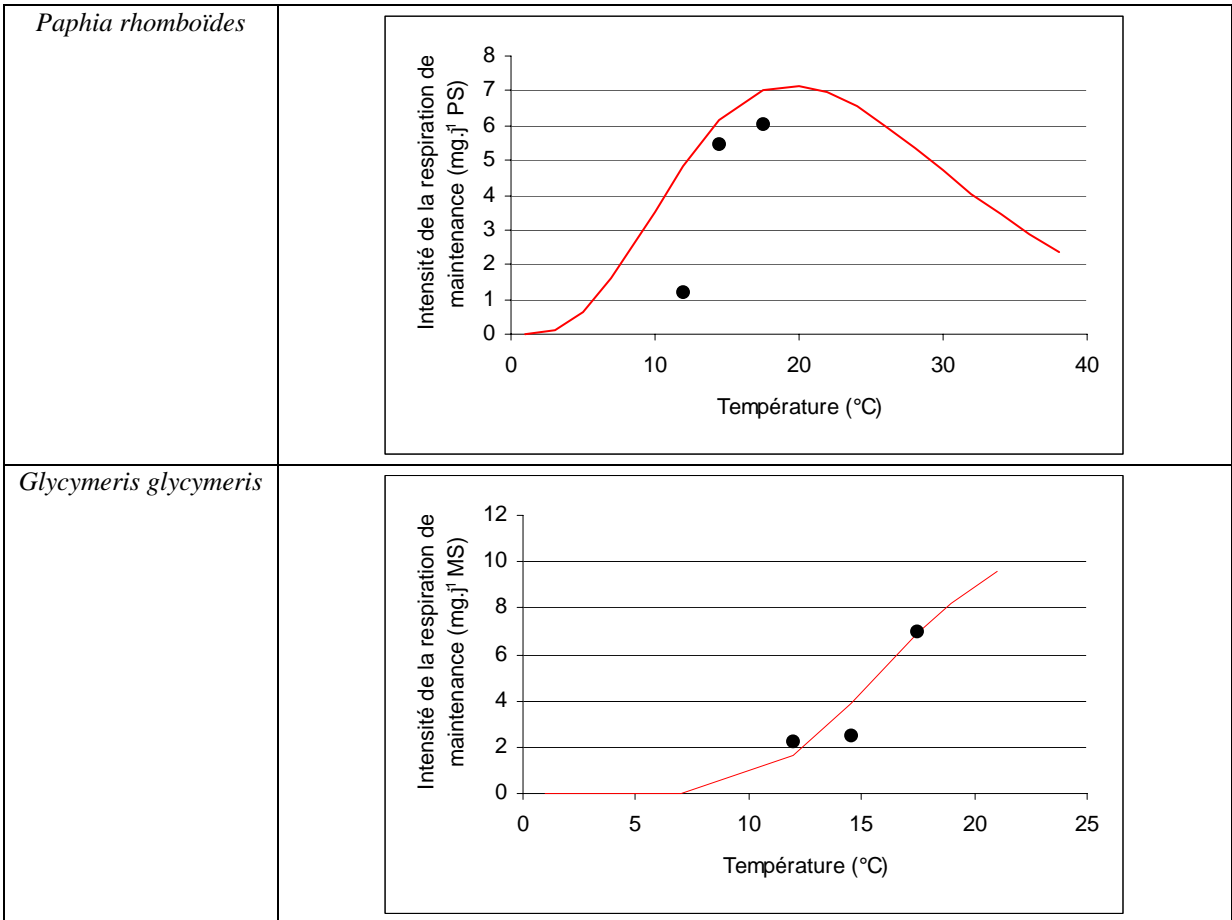 Paphia rhomboïdes
Intensité de la respiration de
maintenance (mg.j¹ PS)
8
7
6
5
4
3
2
1
0
0 10 20 30 40
Température (°C)
Glycymeris glycymeris
Intensité de la respiration de
maintenance (mg.j¹ MS)
12
10
8
6
4
2
0
0 5 10 15 20 25
Température (°C)